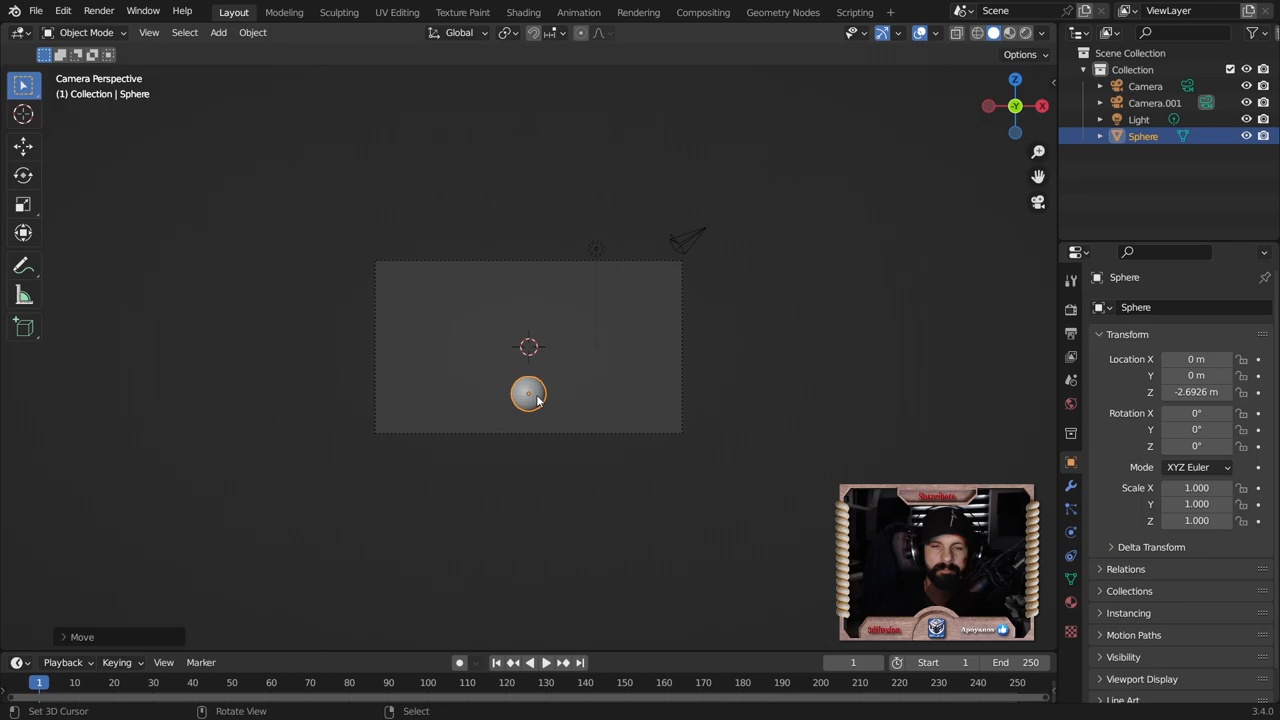 File Edit Render Window Help Layout Modeling Sculpting UV Editing Texture Paint Shading Animation Rendering Compositing Geometry Nodes Scripting Scene ViewLayer
Object Mode View Select Add Object Global
Options
Camera Perspective
(1) Collection | Sphere
Z
X
-Y
Scene Collection
Collection
Camera
Camera.001
Light
Sphere
Sphere
Sphere
Transform
Location X 0 m
Y 0 m
Z -2.6926 m
Rotation X 0°
Y 0°
Z 0°
Mode XYZ Euler
Scale X 1.000
Y 1.000
Z 1.000
Delta Transform
Relations
Collections
Instancing
Motion Paths
Visibility
Viewport Display
Line Art
Apoyanos
Move
Playback Keying View Marker 1 Start 1 End 250
1 10 20 30 40 50 60 70 80 90 100 110 120 130 140 150 160 170 180 190 200 210 220 230 240 250
Set 3D Cursor Rotate View Select 3.4.0